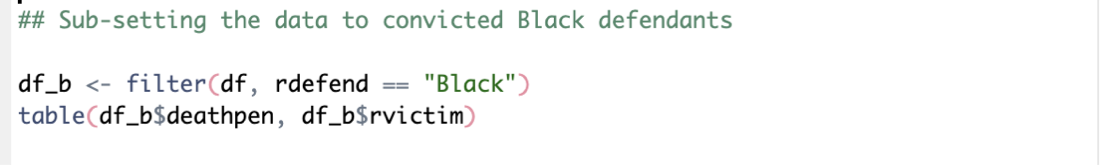 ## Sub-setting the data to convicted Black defendants
df_b <- filter(df, rdefend == "Black")
table(df_b$deathpen, df_b$rvictim)